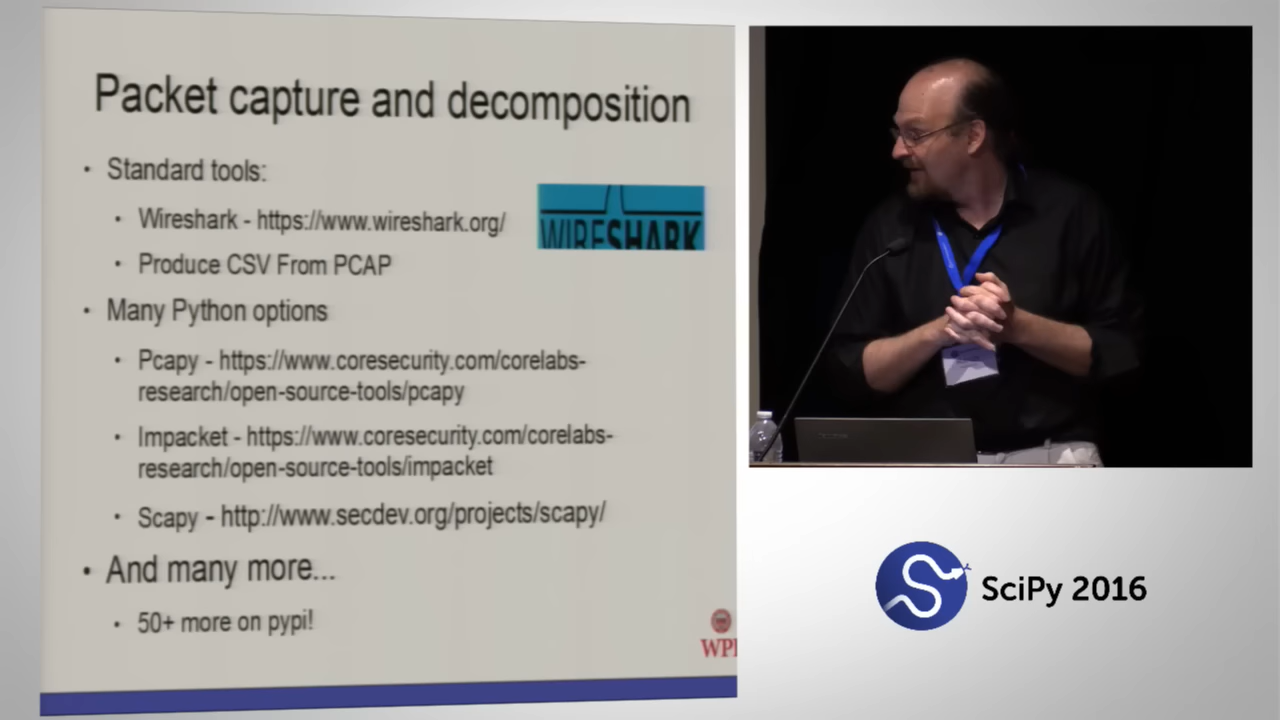 Packet capture and decomposition
• Standard tools:
• Wireshark - https://www.wireshark.org/
WIRESHARK
• Produce CSV From PCAP
• Many Python options
• Pcapy - https://www.coresecurity.com/corelabs-
research/open-source-tools/pcapy
• Impacket - https://www.coresecurity.com/corelabs-
research/open-source-tools/impacket
• Scapy - http://www.secdev.org/projects/scapy/
• And many more...
• 50+ more on pypi!
WPI
SciPy 2016